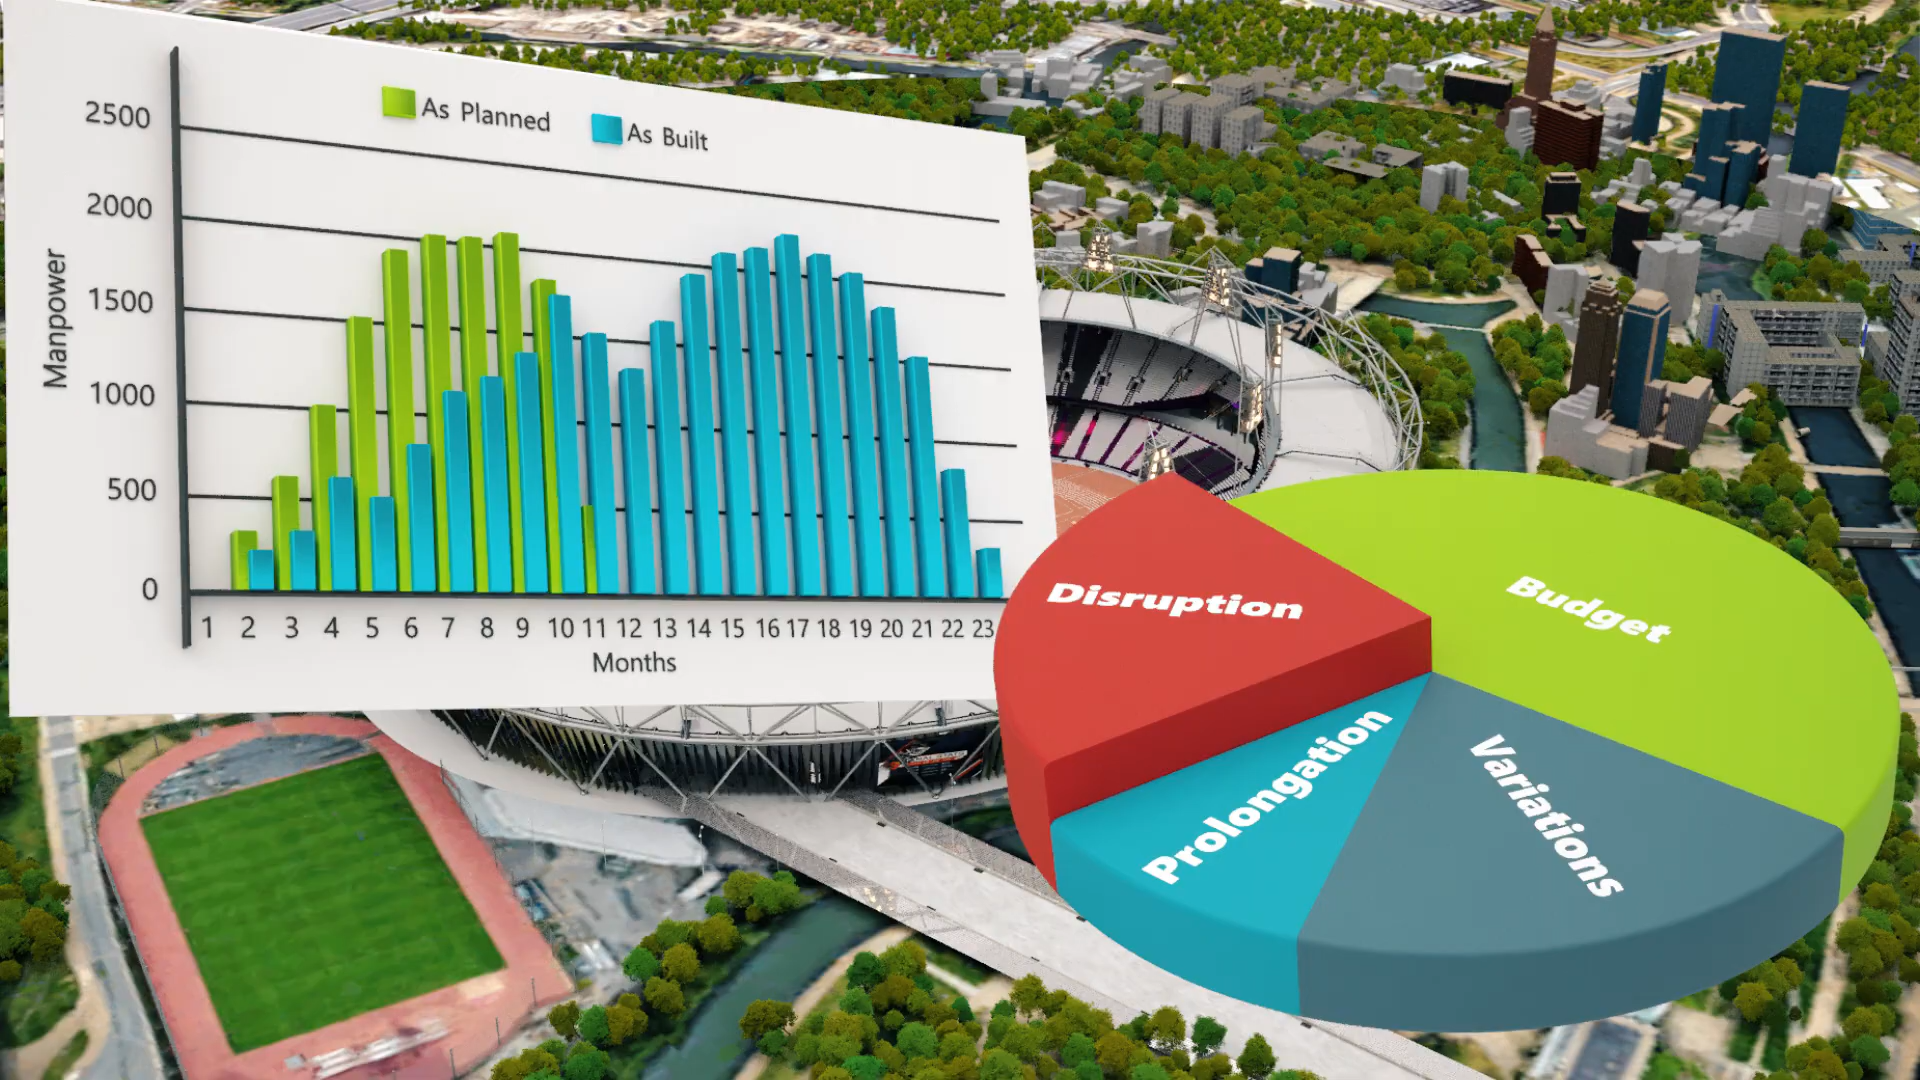 As Planned
As Built
2500
2000
1500
1000
500
0
Manpower
1 2 3 4 5 6 7 8 9 10 11 12 13 14 15 16 17 18 19 20 21 22 23
Months
Disruption
Budget
Prolongation
Variations